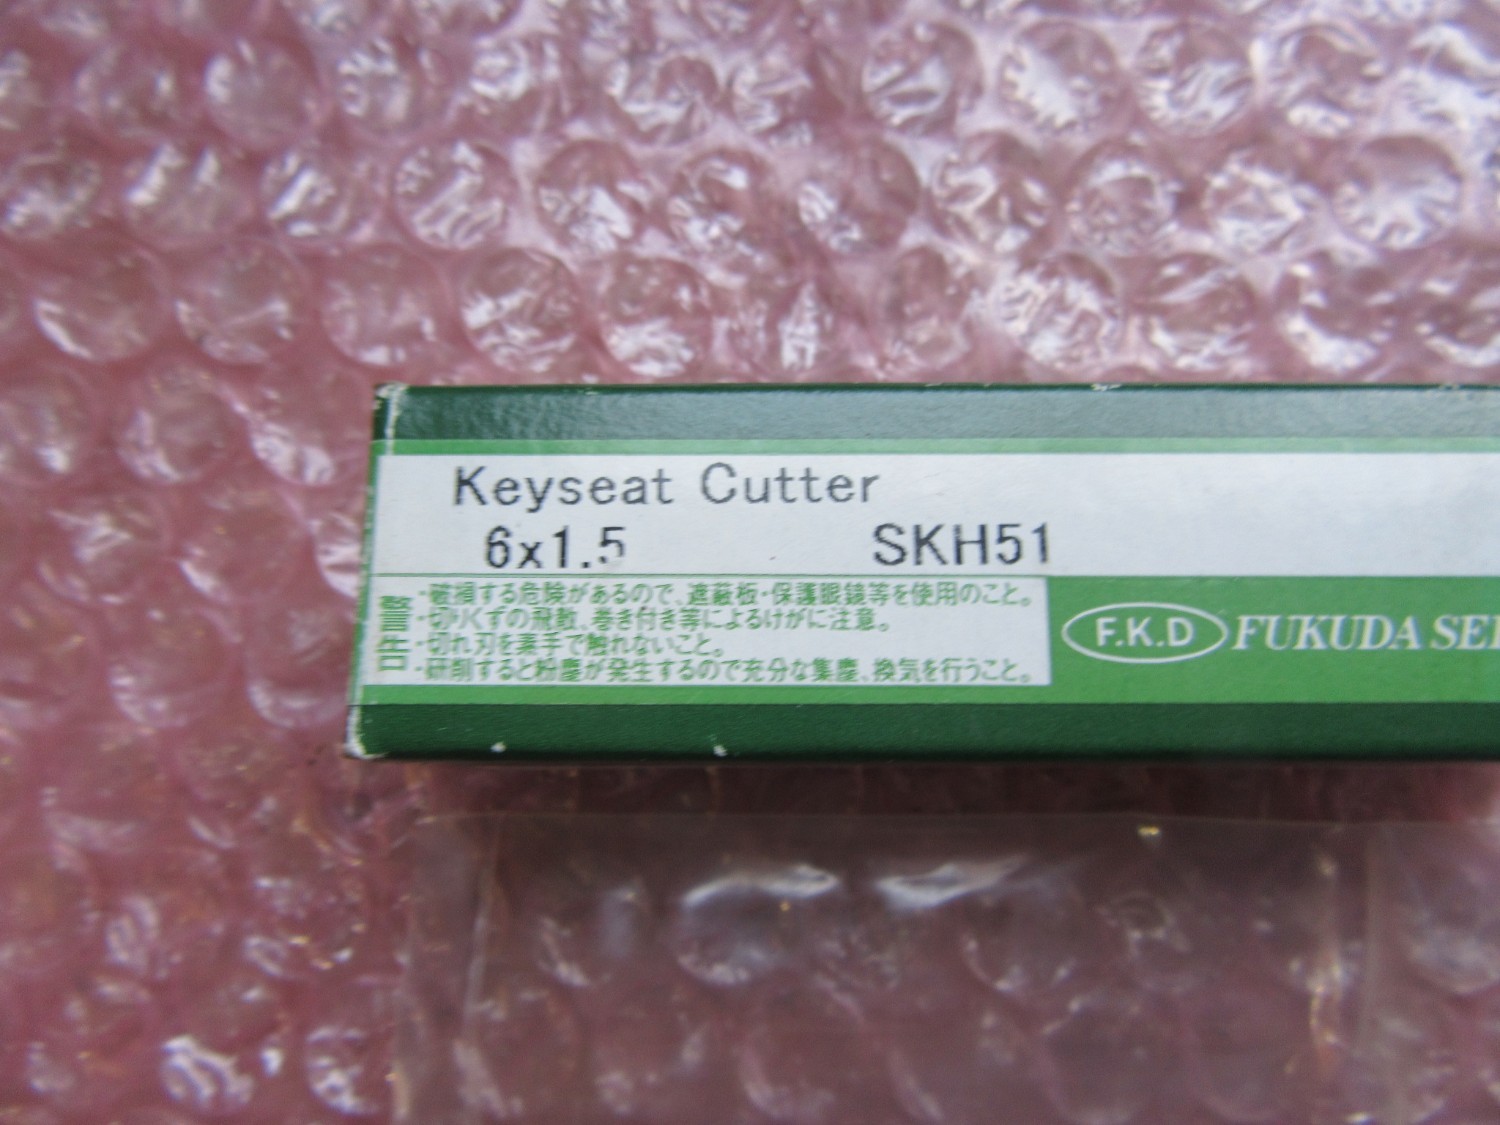 Keyseat Cutter
6x1.5 SKH51
警告
・破損する危険があるので、遮蔽板・保護眼鏡等を使用のこと。
・切りくずの飛散、巻き付き等によるけがに注意。
・切れ刃を素手で触れないこと。
・研削すると粉塵が発生するので充分な集塵、換気を行うこと。
F.K.D FUKUDA SEI